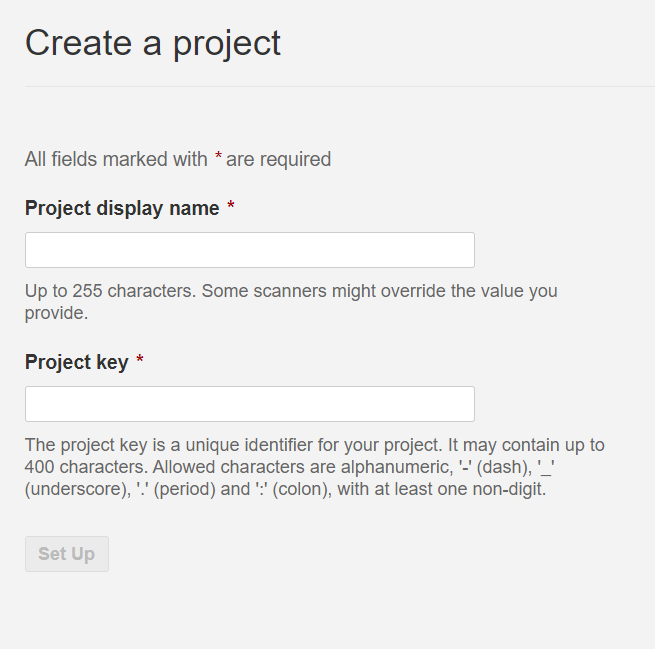 Create a project
All fields marked with * are required
Project display name *
Up to 255 characters. Some scanners might override the value you
provide.
Project key *
The project key is a unique identifier for your project. It may contain up to
400 characters. Allowed characters are alphanumeric, '-' (dash), '_'
(underscore), '.' (period) and ':' (colon), with at least one non-digit.
Set Up